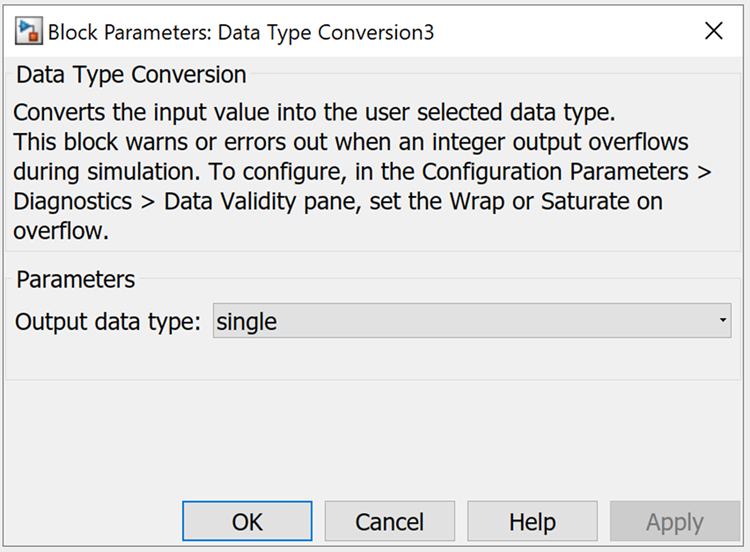 Block Parameters: Data Type Conversion3
Data Type Conversion
Converts the input value into the user selected data type.
This block warns or errors out when an integer output overflows
during simulation. To configure, in the Configuration Parameters >
Diagnostics > Data Validity pane, set the Wrap or Saturate on
overflow.
Parameters
Output data type: single
OK Cancel Help Apply